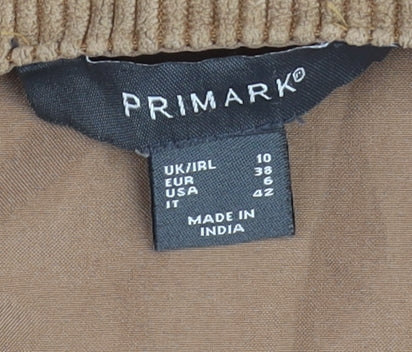 PRIMARK®
UK/IRL 10
EUR 38
USA 6
IT 42
MADE IN
INDIA